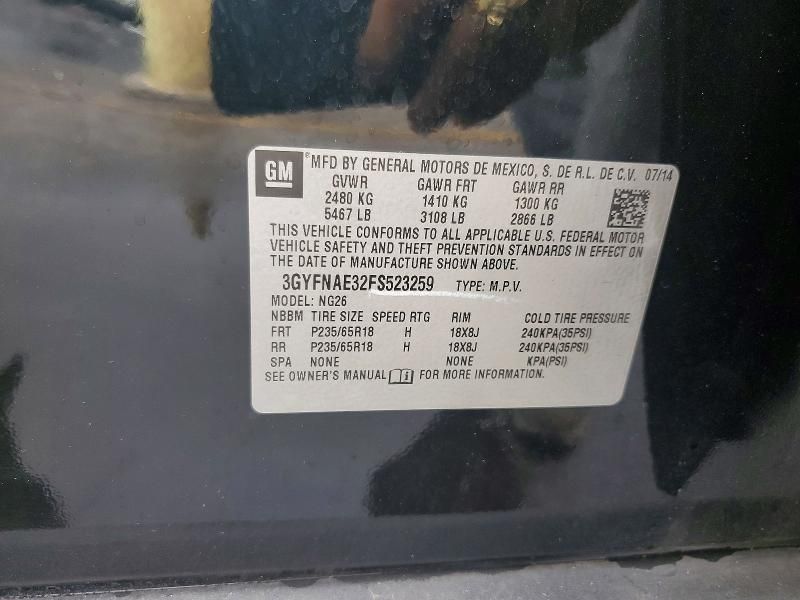 GM ® MFD BY GENERAL MOTORS DE MEXICO, S. DE R.L. DE C.V. 07/14
GVWR GAWR FRT GAWR RR
2480 KG 1410 KG 1300 KG
5467 LB 3108 LB 2866 LB
THIS VEHICLE CONFORMS TO ALL APPLICABLE U.S. FEDERAL MOTOR
VEHICLE SAFETY AND THEFT PREVENTION STANDARDS IN EFFECT ON
THE DATE OF MANUFACTURE SHOWN ABOVE.
3GYFNAE32FS523259 TYPE: M.P.V.
MODEL: NG26
NBBM TIRE SIZE SPEED RTG RIM COLD TIRE PRESSURE
FRT P235/65R18 H 18X8J 240KPA(35PSI)
RR P235/65R18 H 18X8J 240KPA(35PSI)
SPA NONE NONE KPA(PSI)
SEE OWNER'S MANUAL FOR MORE INFORMATION.